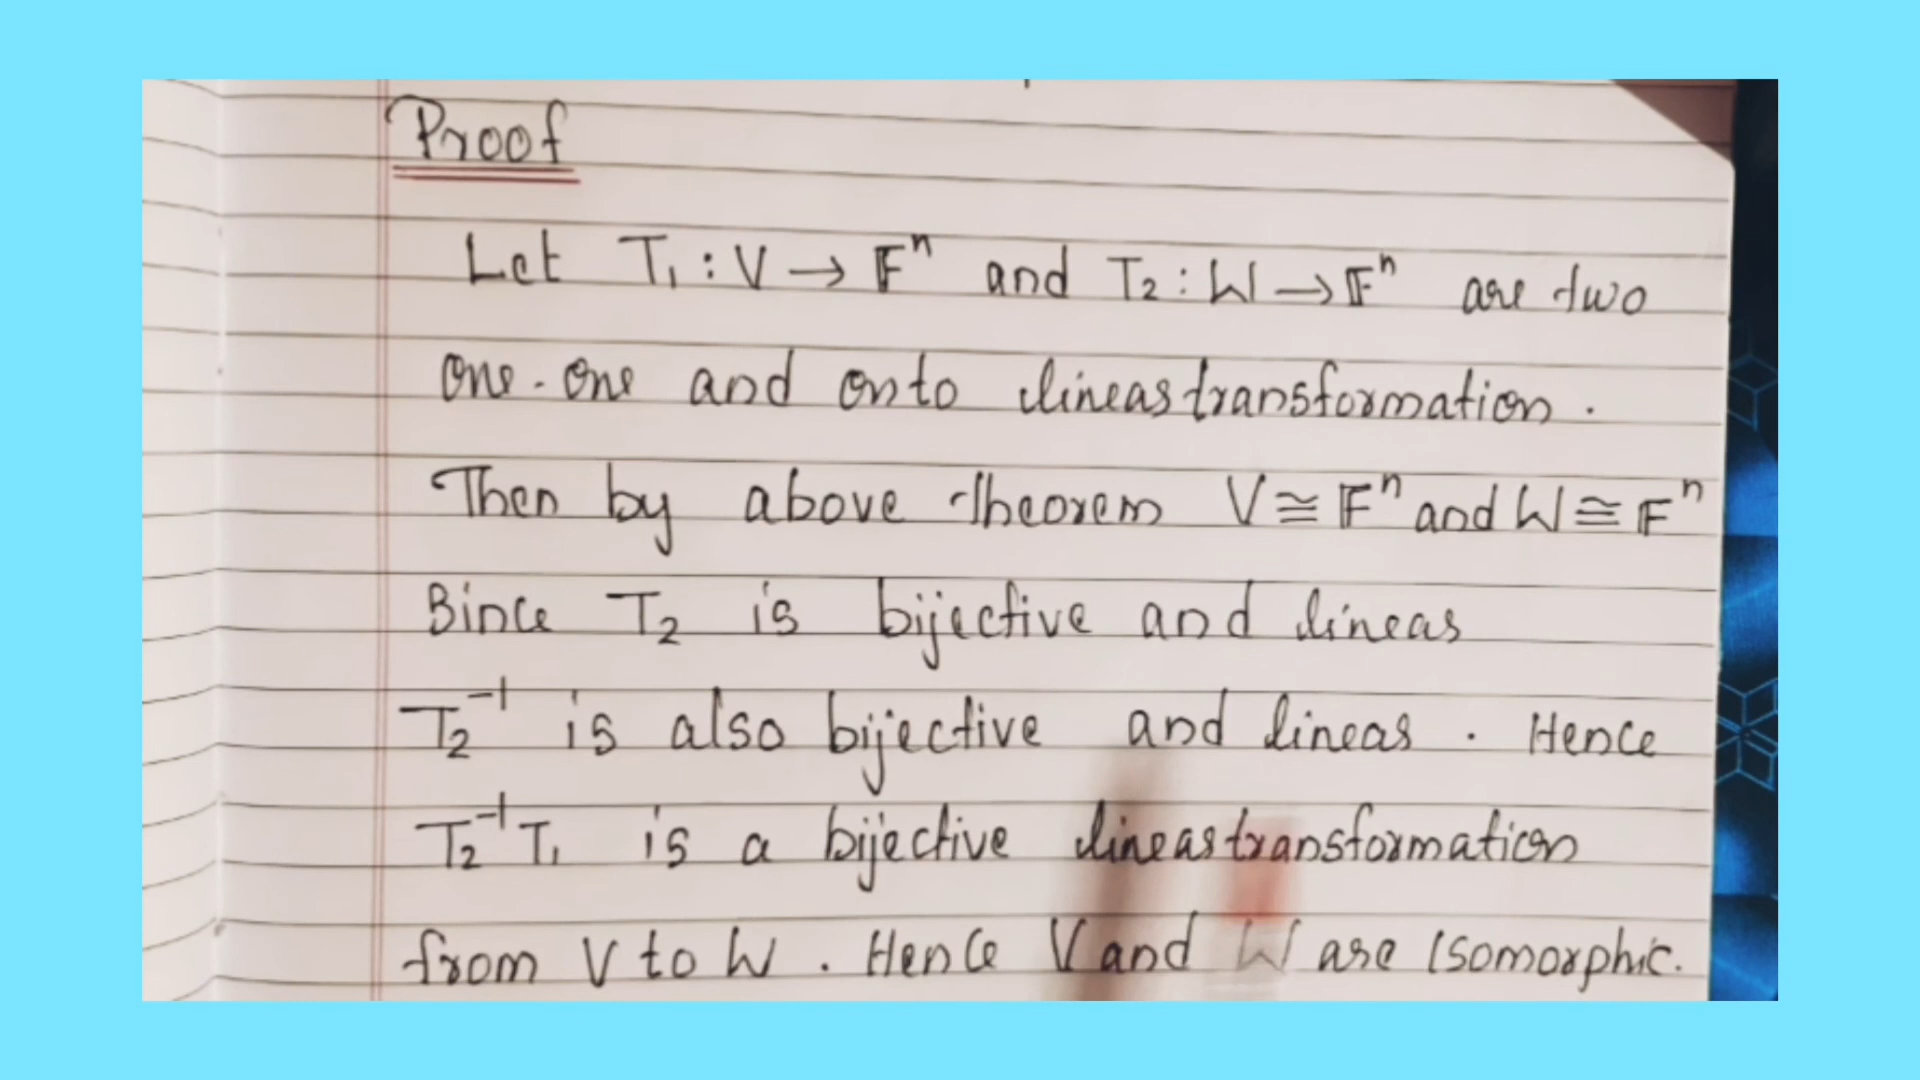 Proof
Let T₁ : V → 𝔽ⁿ and T₂ : W → 𝔽ⁿ are two
one-one and onto linear transformation.
Then by above theorem V ≅ 𝔽ⁿ and W ≅ 𝔽ⁿ
Since T₂ is bijective and linear
T₂⁻¹ is also bijective and linear. Hence
T₂⁻¹T₁ is a bijective linear transformation
from V to W. Hence V and W are isomorphic.